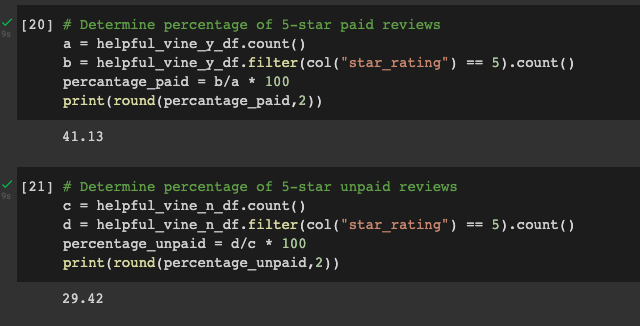 [20] # Determine percentage of 5-star paid reviews
9s
a = helpful_vine_y_df.count()
b = helpful_vine_y_df.filter(col("star_rating") == 5).count()
percantage_paid = b/a * 100
print(round(percantage_paid,2))
41.13
[21] # Determine percentage of 5-star unpaid reviews
9s
c = helpful_vine_n_df.count()
d = helpful_vine_n_df.filter(col("star_rating") == 5).count()
percentage_unpaid = d/c * 100
print(round(percentage_unpaid,2))
29.42